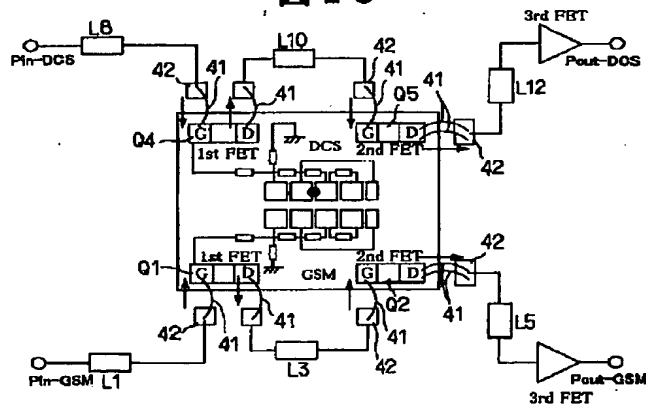 3rd FET
L8
L10
Pin-DCS
42
41
41
42
41
41
Pout-DCS
L12
Q5
G
D
G
D
42
Q4
1st FET
DCS
2nd FET
1st FET
GSM
2nd FET
42
Q1
G
D
G
D
Q2
41
L5
42
41
41
41
42
L3
Pin-GSM
L1
Pout-GSM
3rd FET